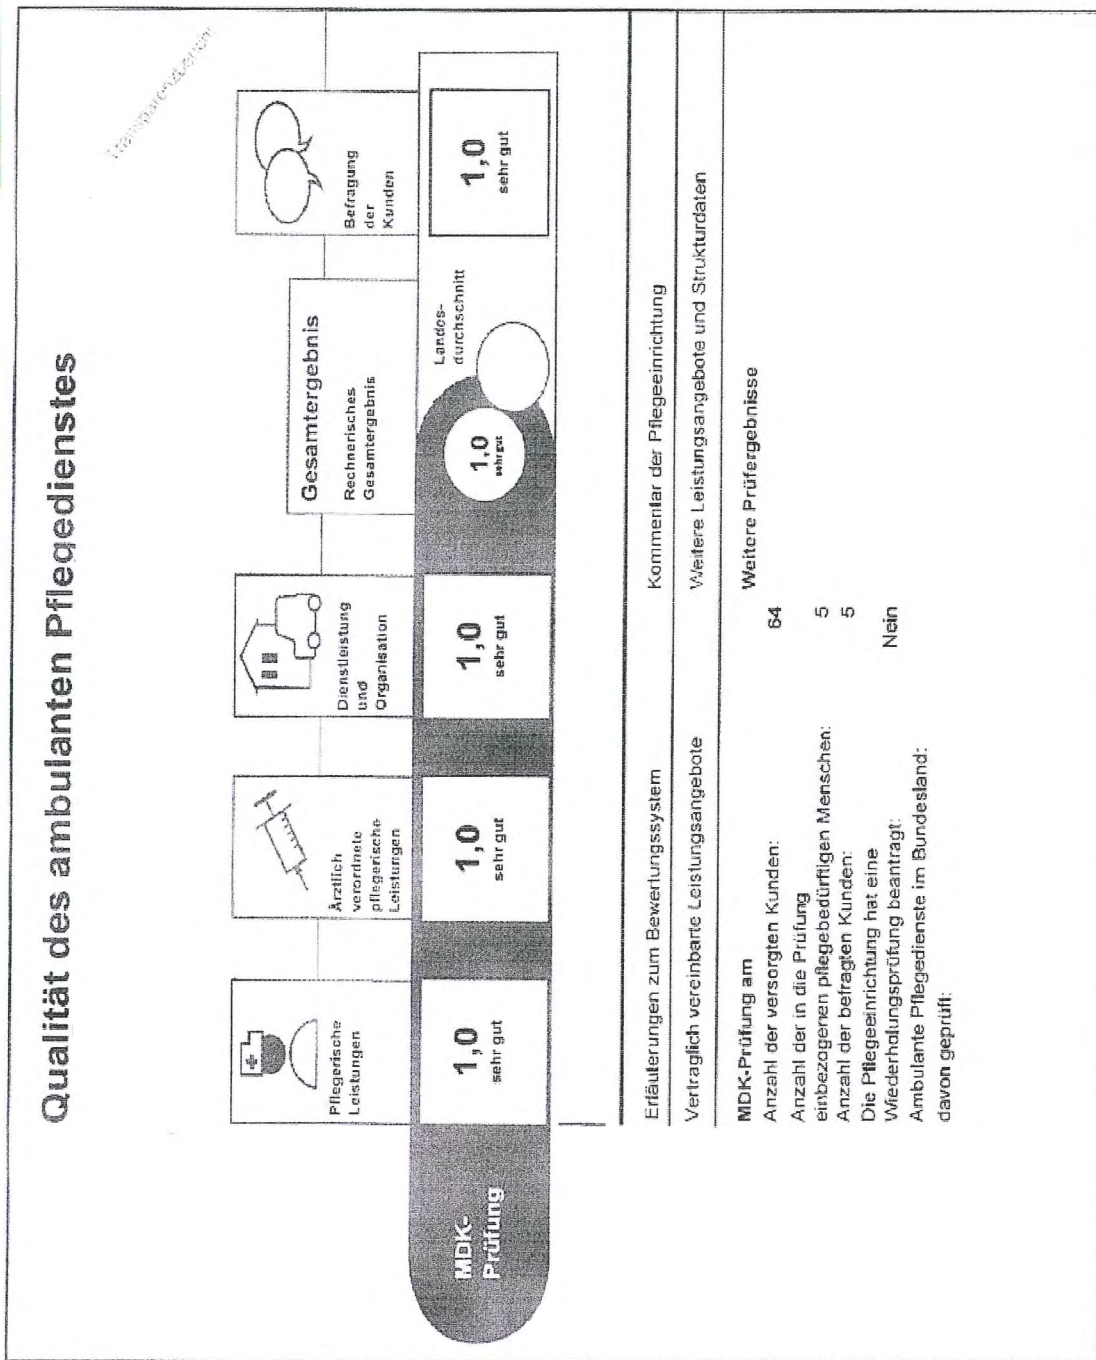 Qualität des ambulanten Pflegedienstes
Transparenzbericht
Pflegerische
Leistungen
Ärztlich
verordnete
pflegerische
Leistungen
Dienstleistung
und
Organisation
Gesamtergebnis
Rechnerisches
Gesamtergebnis
Befragung
der
Kunden
MDK-
Prüfung
1,0
sehr gut
1,0
sehr gut
1,0
sehr gut
1,0
sehr gut
Landes-
durchschnitt
1,0
sehr gut
Erläuterungen zum Bewertungssystem
Kommentar der Pflegeeinrichtung
Vertraglich vereinbarte Leistungsangebote
Weitere Leistungsangebote und Strukturdaten
MDK-Prüfung am
Weitere Prüfergebnisse
Anzahl der versorgten Kunden: 64
Anzahl der in die Prüfung
einbezogenen pflegebedürftigen Menschen: 5
Anzahl der befragten Kunden: 5
Die Pflegeeinrichtung hat eine
Wiederholungsprüfung beantragt: Nein
Ambulante Pflegedienste im Bundesland:
davon geprüft: